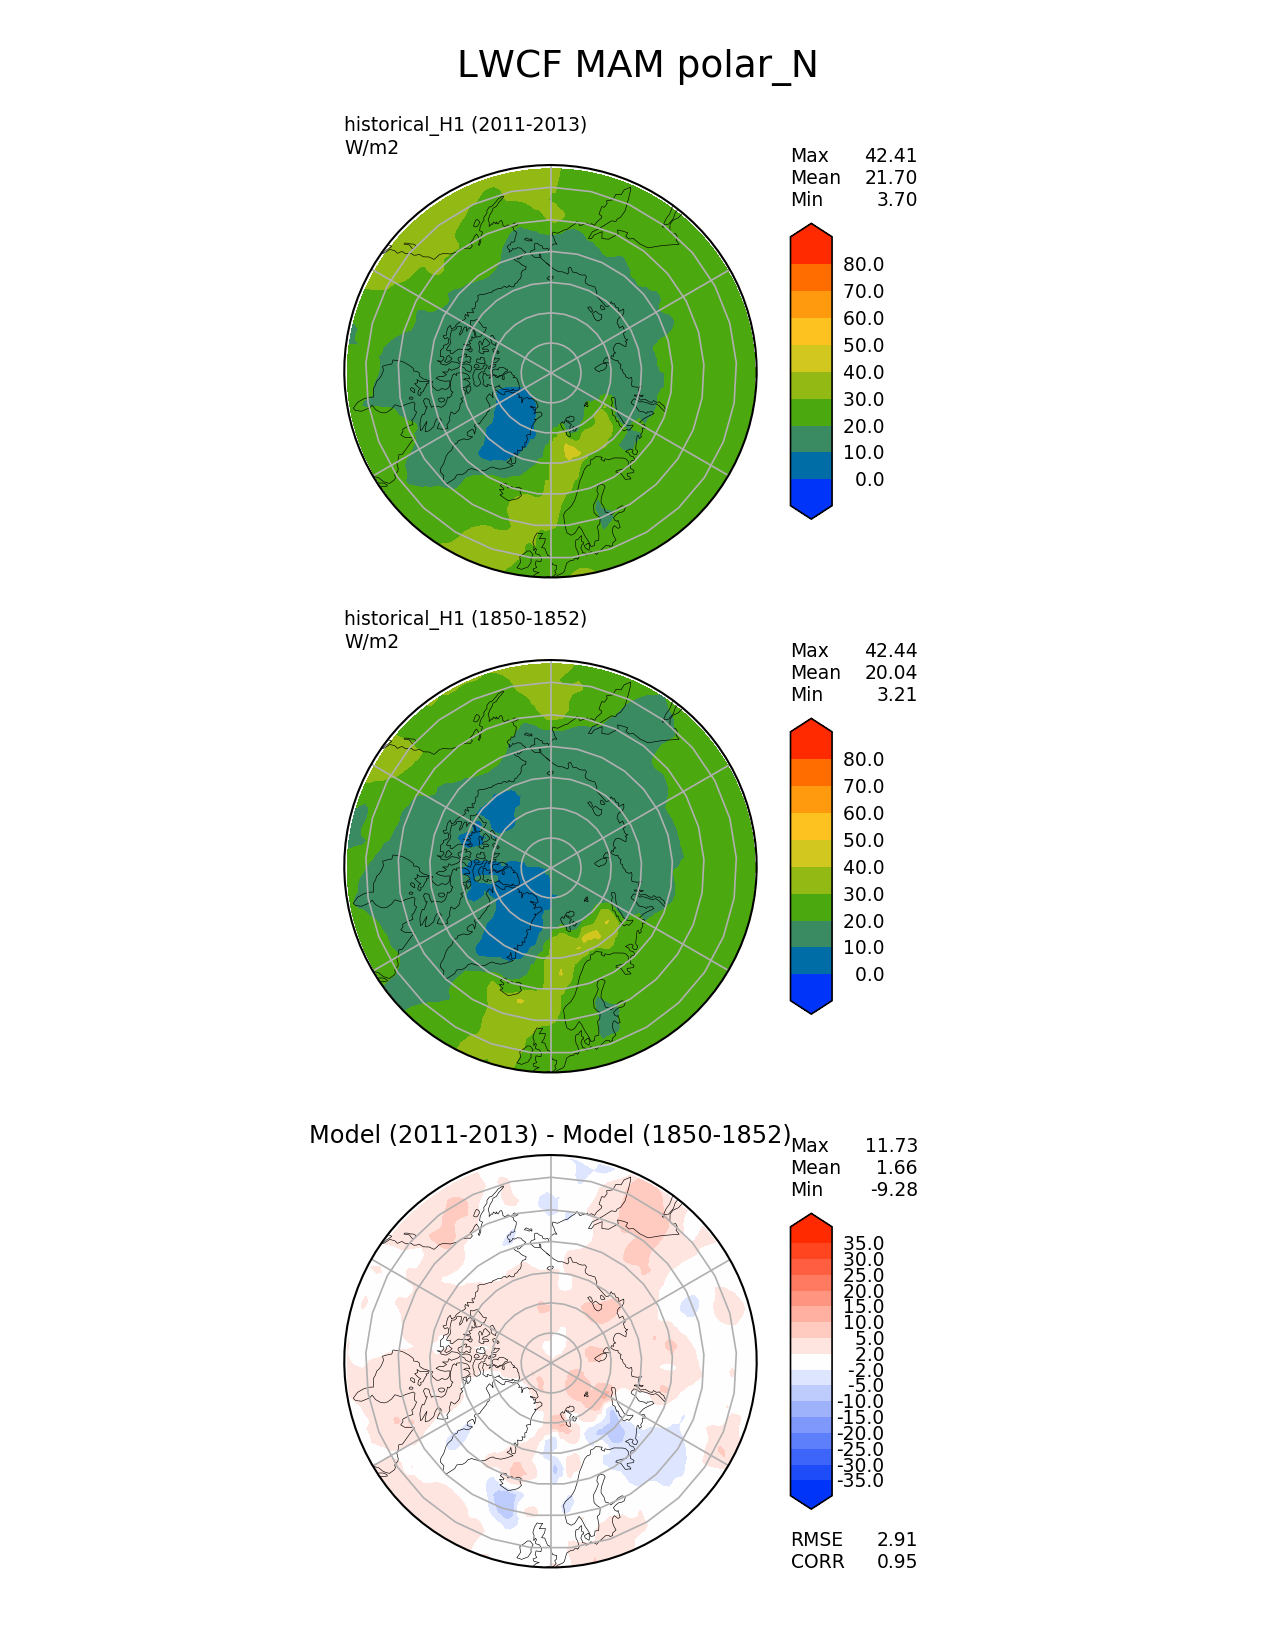 LWCF MAM polar_N
historical_H1 (2011-2013)
W/m2
Max 42.41
Mean 21.70
Min 3.70
80.0
70.0
60.0
50.0
40.0
30.0
20.0
10.0
0.0
historical_H1 (1850-1852)
W/m2
Max 42.44
Mean 20.04
Min 3.21
80.0
70.0
60.0
50.0
40.0
30.0
20.0
10.0
0.0
Model (2011-2013) - Model (1850-1852)
Max 11.73
Mean 1.66
Min -9.28
35.0
30.0
25.0
20.0
15.0
10.0
5.0
2.0
-2.0
-5.0
-10.0
-15.0
-20.0
-25.0
-30.0
-35.0
RMSE 2.91
CORR 0.95